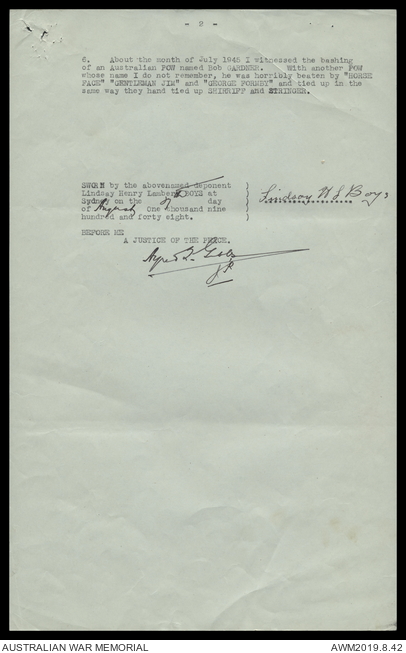 - 2 -
6. About the month of July 1945 I witnessed the bashing
of an Australian POW named Bob GARDNER. With another POW
whose name I do not remember, he was horribly beaten by "HORSE
FACE" "GENTLEMAN JIM" and "GEORGE FORMBY" and tied up in the
same way they hand tied up SHIRRIFF and STRINGER.
SWORN by the abovenamed deponent )
Lindsay Henry Lambert BOYS at ) Lindsay H L Boys
Sydney on the of day )
of August One thousand nine )
hundred and forty eight. )
BEFORE ME
A JUSTICE OF THE PEACE.
J.P.
AUSTRALIAN WAR MEMORIAL
AWM2019.8.42